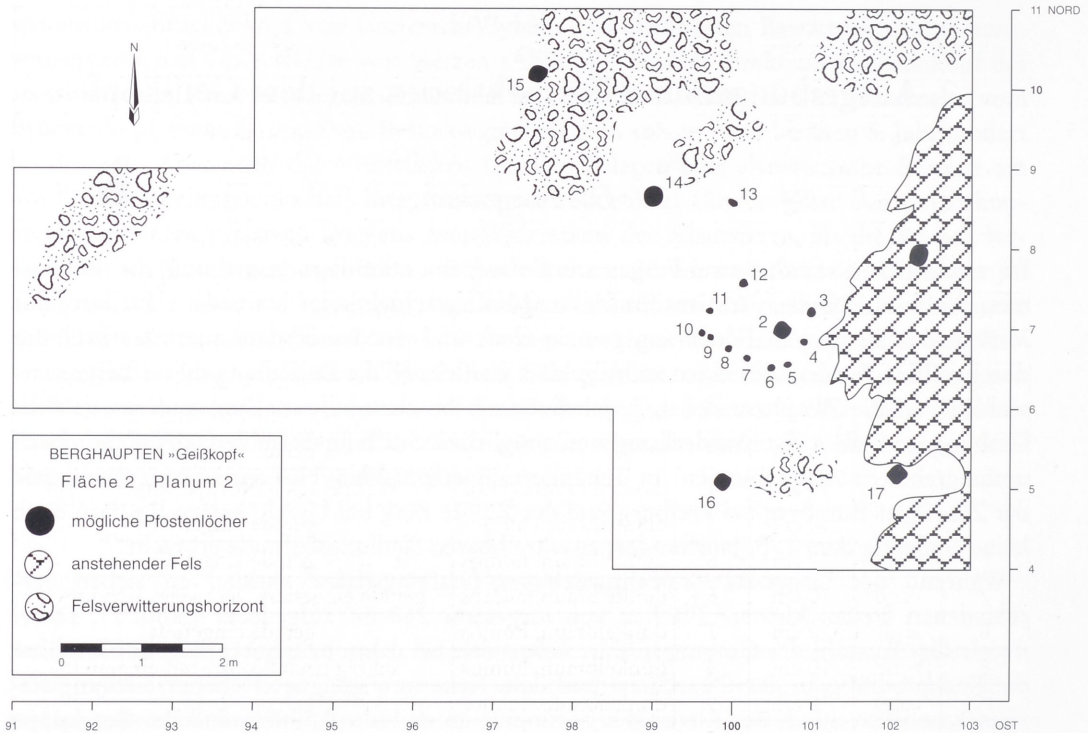 11 NORD
N
15
10
14
13
9
8
12
11
3
10
2
7
9
8
7
6
5
4
6
16
17
5
4
BERGHAUPTEN »Geißkopf«
Fläche 2 Planum 2
mögliche Pfostenlöcher
anstehender Fels
Felsverwitterungshorizont
0 2 m
91 92 93 94 95 96 97 98 99 100 101 102 103 OST